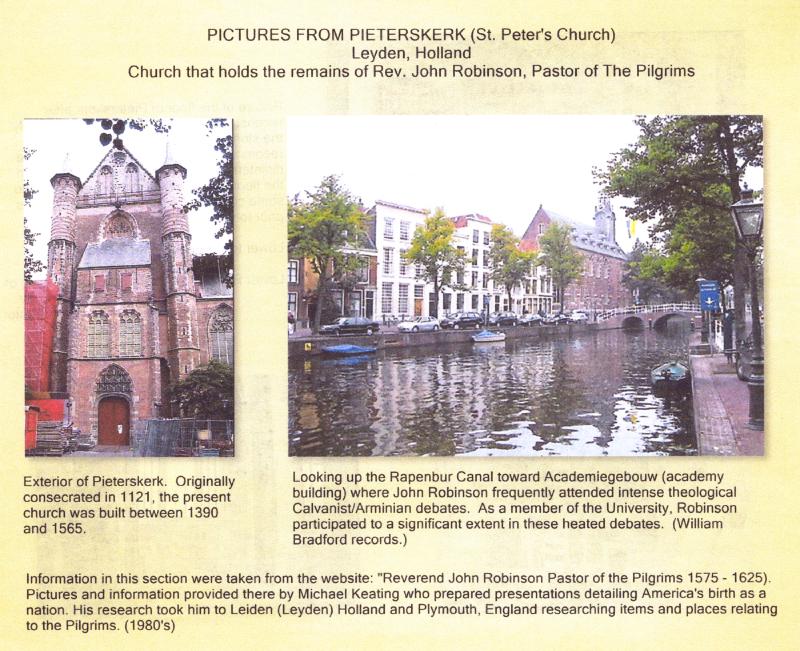 PICTURES FROM PIETERSKERK (St. Peter's Church)
Leyden, Holland
Church that holds the remains of Rev. John Robinson, Pastor of The Pilgrims
Exterior of Pieterskerk. Originally
consecrated in 1121, the present
church was built between 1390
and 1565.
Looking up the Rapenbur Canal toward Academiegebouw (academy
building) where John Robinson frequently attended intense theological
Calvanist/Arminian debates. As a member of the University, Robinson
participated to a significant extent in these heated debates. (William
Bradford records.)
Information in this section were taken from the website: "Reverend John Robinson Pastor of the Pilgrims 1575 - 1625).
Pictures and information provided there by Michael Keating who prepared presentations detailing America's birth as a
nation. His research took him to Leiden (Leyden) Holland and Plymouth, England researching items and places relating
to the Pilgrims. (1980's)